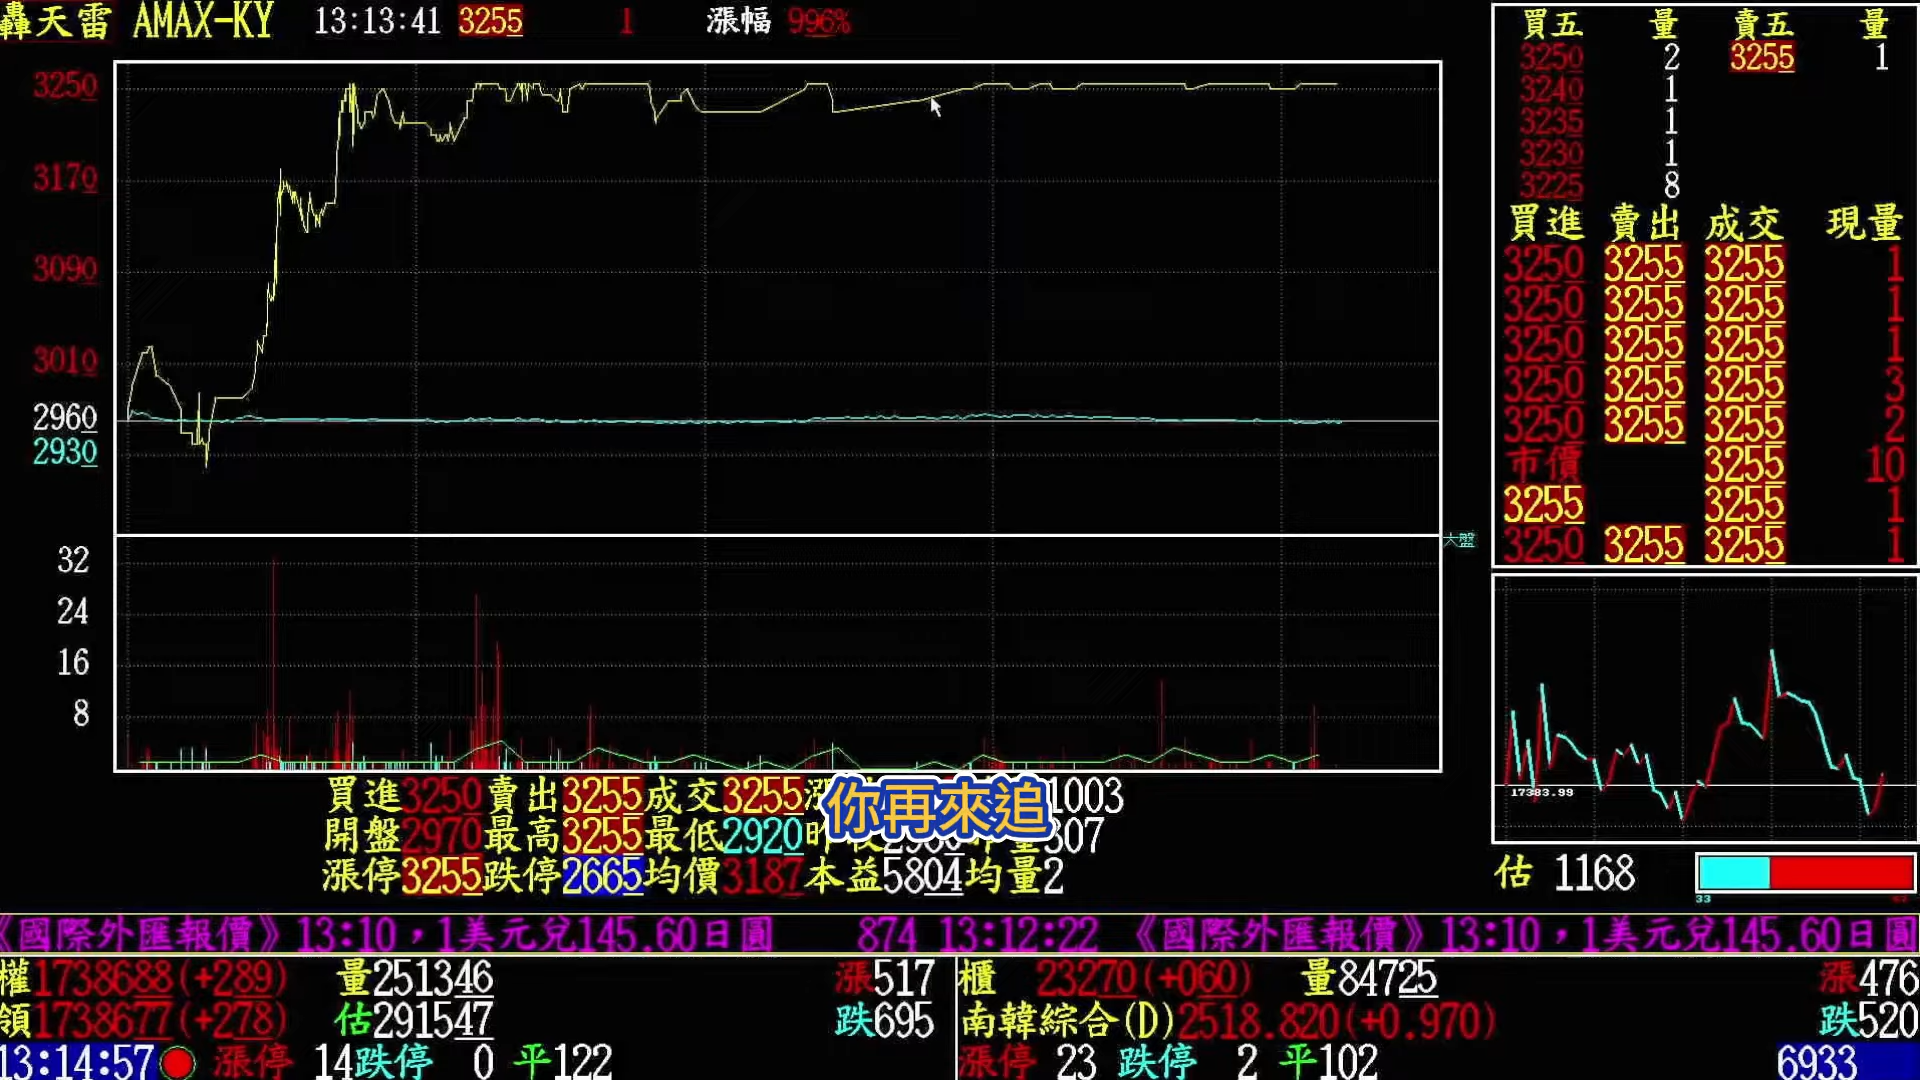 轟天雷 AMAX-KY 13:13:41 3255 1 漲幅 996%
買五 量 賣五 量
3250 2 3255 1
3240 1
3235 1
3230 1
3225 8
買進 賣出 成交 現量
3250 3255 3255 1
3250 3255 3255 1
3250 3255 3255 1
3250 3255 3255 3
3250 3255 3255 2
市價 3255 10
3255 3255 1
3250 3255 3255 1
3250
3170
3090
3010
2960
2930
大盤
32
24
16
8
17383.99
估 1168
33
買進3250賣出3255成交3255漲 1003
你再來追
開盤2970最高3255最低2920昨收2960 307
漲停3255跌停2665均價3187本益5804均量2
《國際外匯報價》13:10,1美元兌145.60日圓 874 13:12:22 《國際外匯報價》13:10,1美元兌145.60日圓
權1738688(+289) 量251346 漲517
領1738677(+278) 估291547 跌695
13:14:57 漲停 14跌停 0 平122
櫃 23270(+060) 量84725 漲476
南韓綜合(D)2518.820(+0.970) 跌520
漲停 23 跌停 2 平102 6933